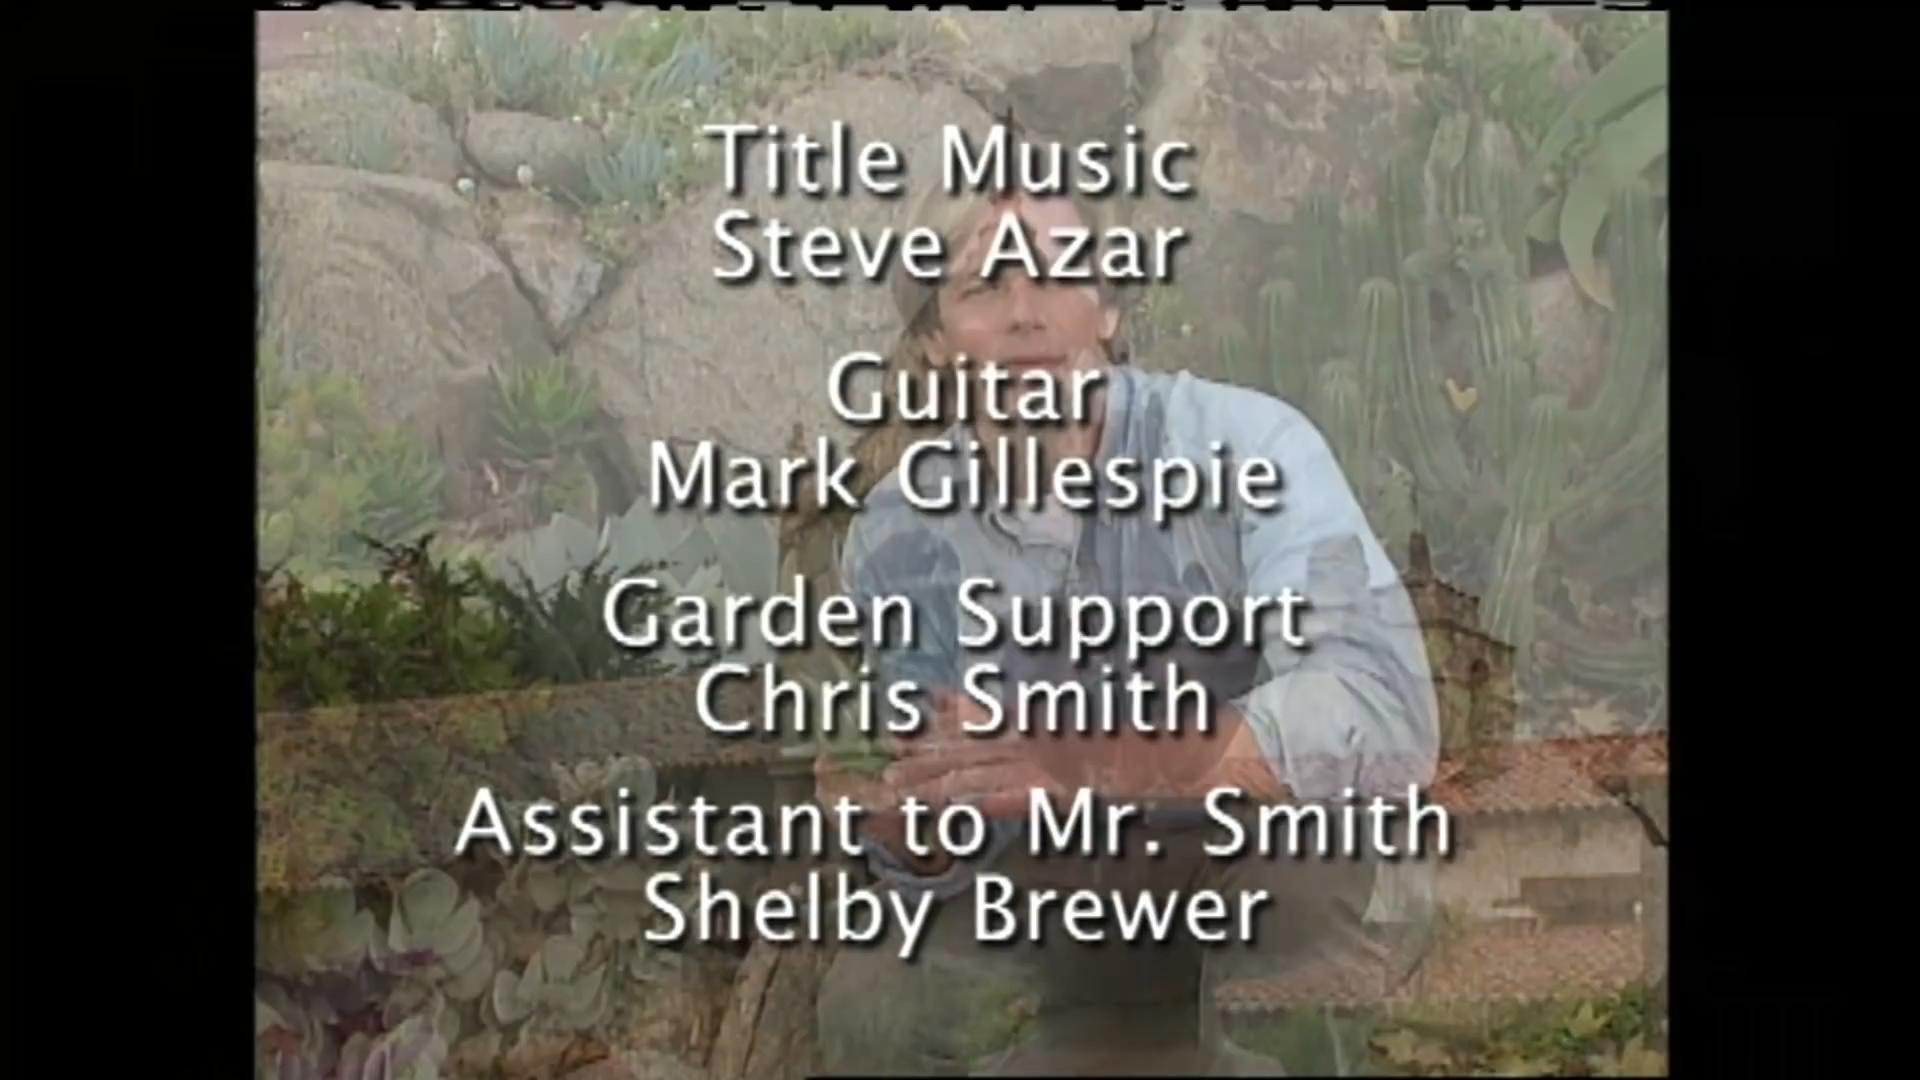 Title Music
Steve Azar
Guitar
Mark Gillespie
Garden Support
Chris Smith
Assistant to Mr. Smith
Shelby Brewer